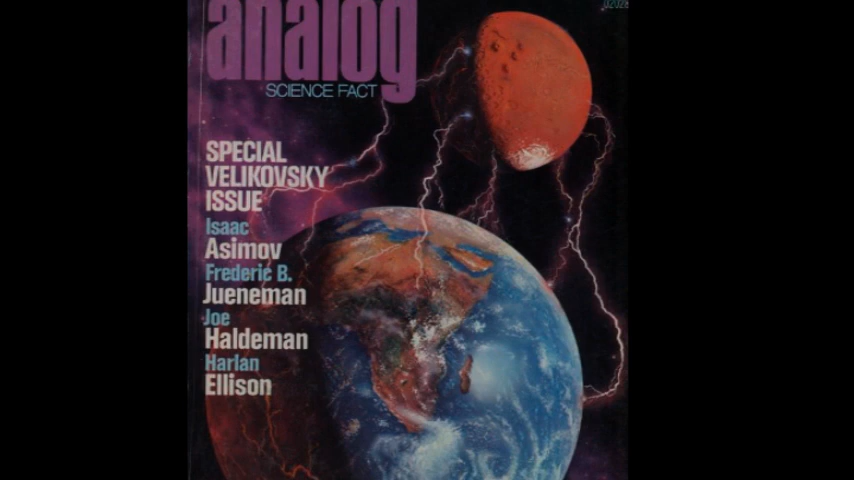 analog
SCIENCE FACT
SPECIAL
VELIKOVSKY
ISSUE
Isaac
Asimov
Frederic B.
Jueneman
Joe
Haldeman
Harlan
Ellison